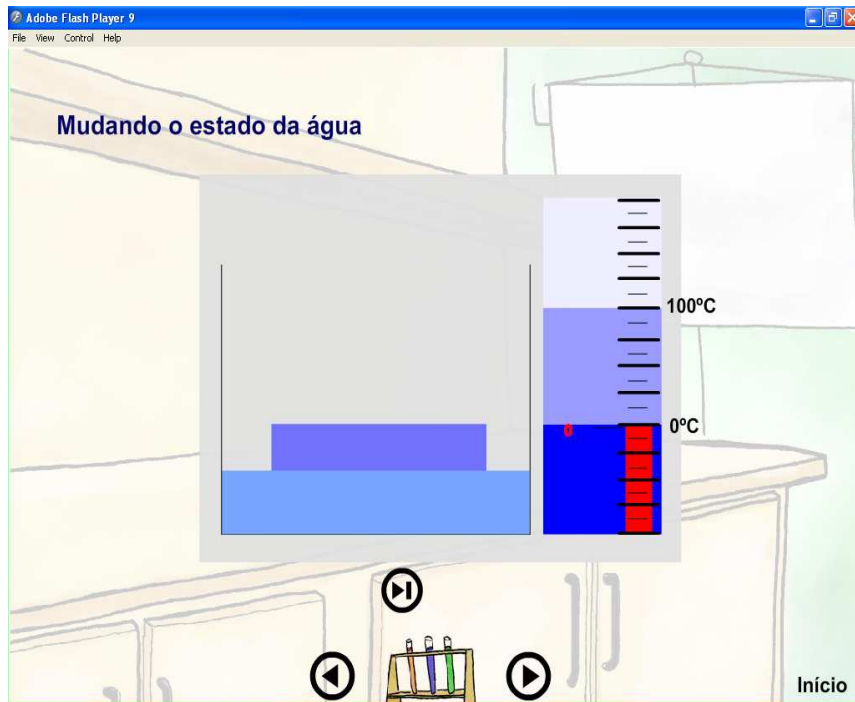 Adobe Flash Player 9
File View Control Help
Mudando o estado da água
100ºC
0
0ºC
Início